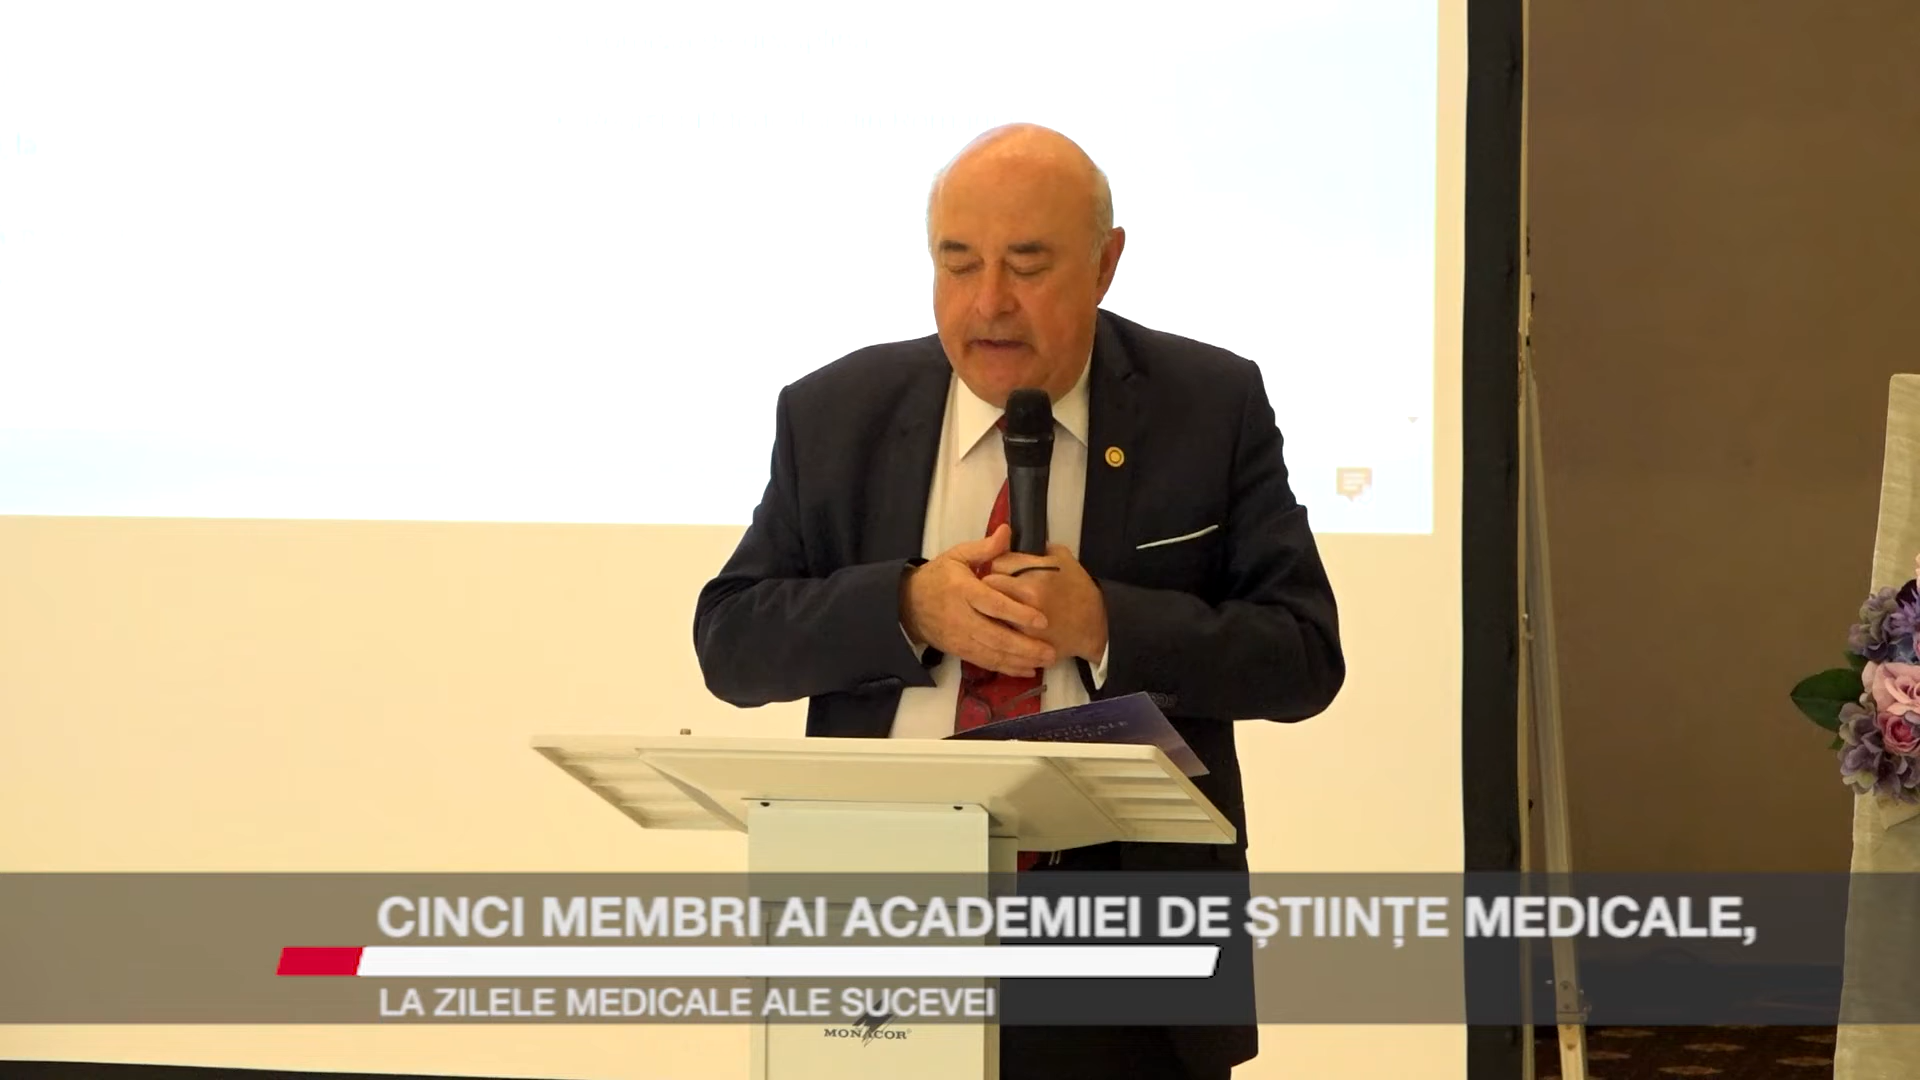 CINCI MEMBRI AI ACADEMIEI DE ȘTIINȚE MEDICALE,
LA ZILELE MEDICALE ALE SUCEVEI
MONACOR